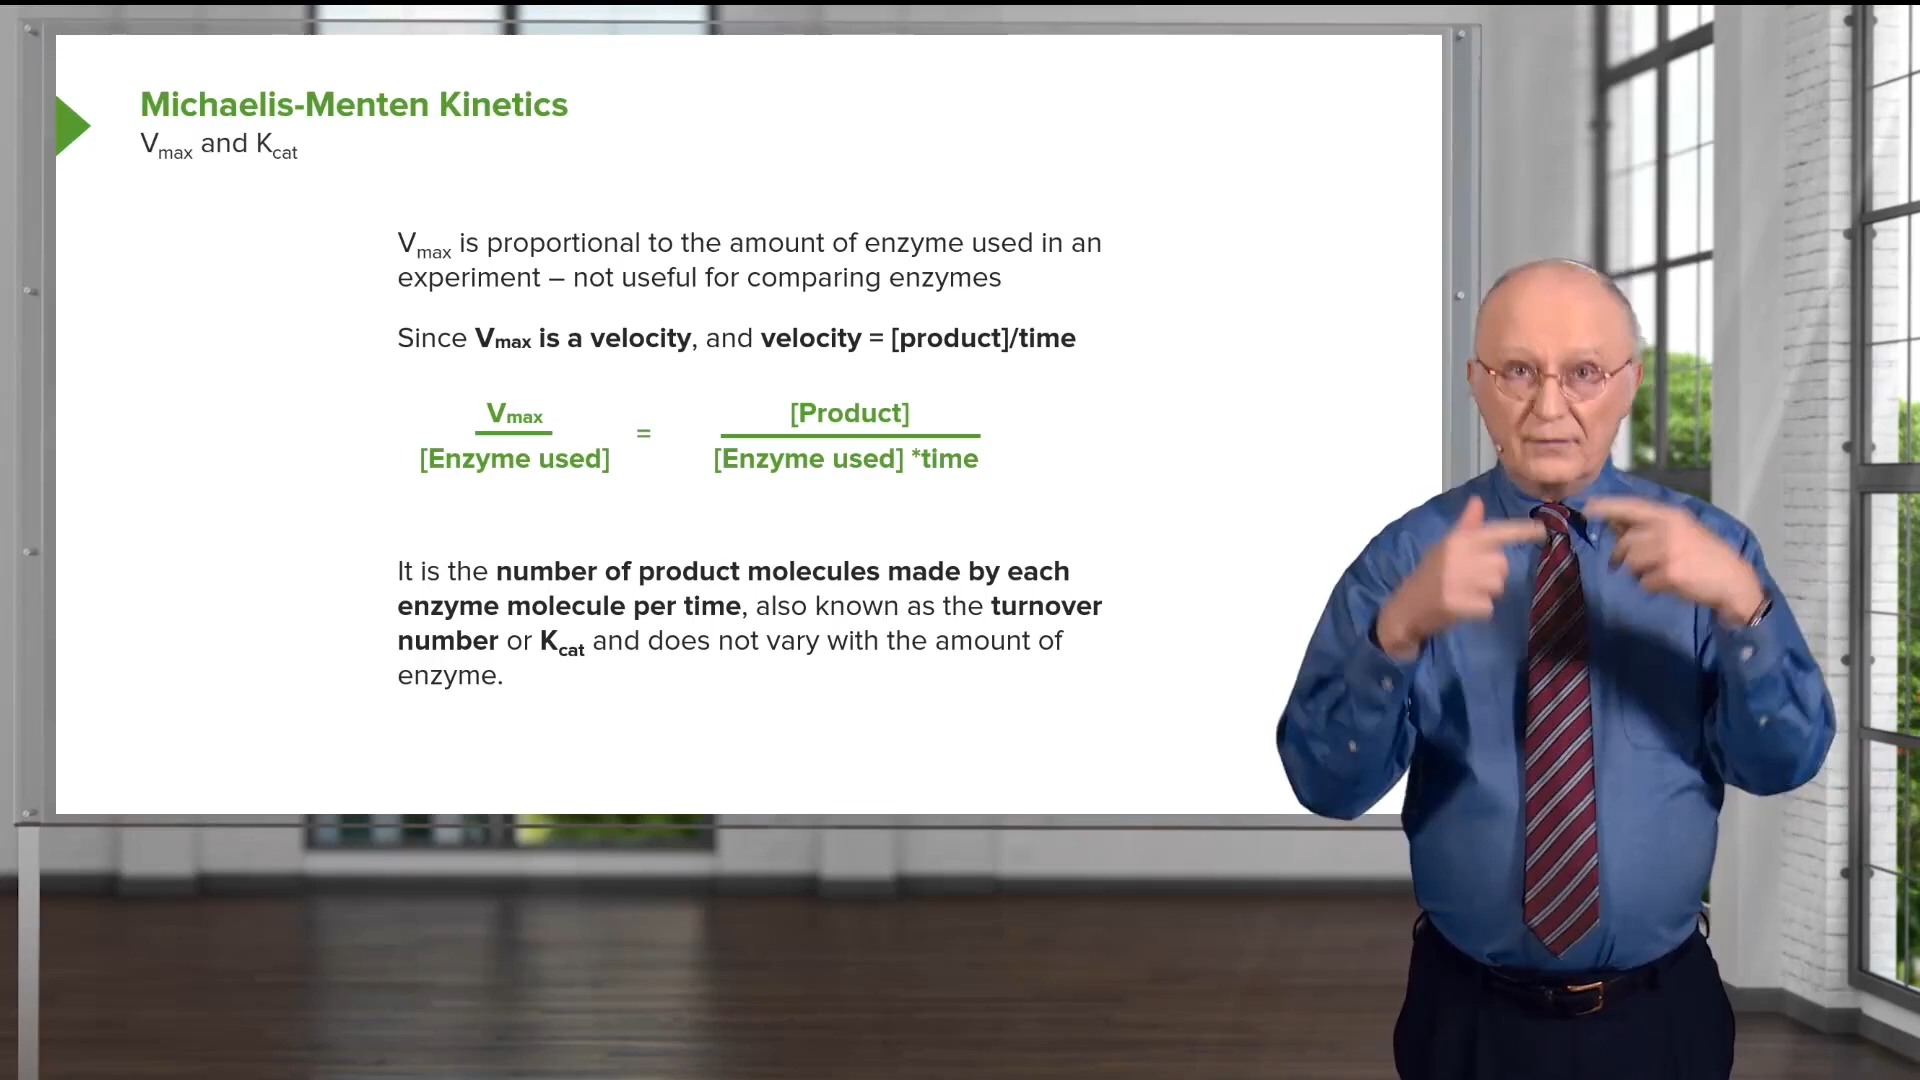 Michaelis-Menten Kinetics
Vmax and Kcat
Vmax is proportional to the amount of enzyme used in an
experiment – not useful for comparing enzymes
Since Vmax is a velocity, and velocity = [product]/time
Vmax
[Enzyme used]
=
[Product]
[Enzyme used] *time
It is the number of product molecules made by each
enzyme molecule per time, also known as the turnover
number or Kcat and does not vary with the amount of
enzyme.